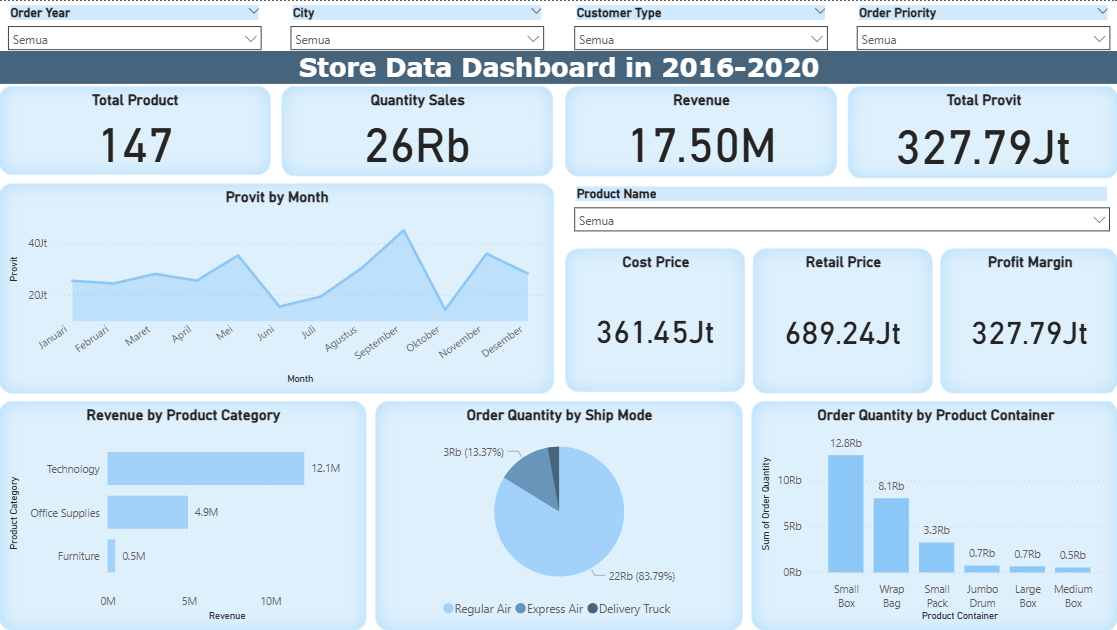 Order Year
City
Customer Type
Order Priority
Semua
Semua
Semua
Semua
Store Data Dashboard in 2016-2020
Total Product
147
Quantity Sales
26Rb
Revenue
17.50M
Total Provit
327.79Jt
Provit by Month
Provit
40Jt
20Jt
Januari
Februari
Maret
April
Mei
Juni
Juli
Agustus
September
Oktober
November
Desember
Month
Product Name
Semua
Cost Price
361.45Jt
Retail Price
689.24Jt
Profit Margin
327.79Jt
Revenue by Product Category
Product Category
Technology
12.1M
Office Supplies
4.9M
Furniture
0.5M
0M
5M
10M
Revenue
Order Quantity by Ship Mode
3Rb (13.37%)
22Rb (83.79%)
Regular Air
Express Air
Delivery Truck
Order Quantity by Product Container
Sum of Order Quantity
10Rb
5Rb
0Rb
12.8Rb
8.1Rb
3.3Rb
0.7Rb
0.7Rb
0.5Rb
Small
Box
Wrap
Bag
Small
Pack
Jumbo
Drum
Large
Box
Medium
Box
Product Container